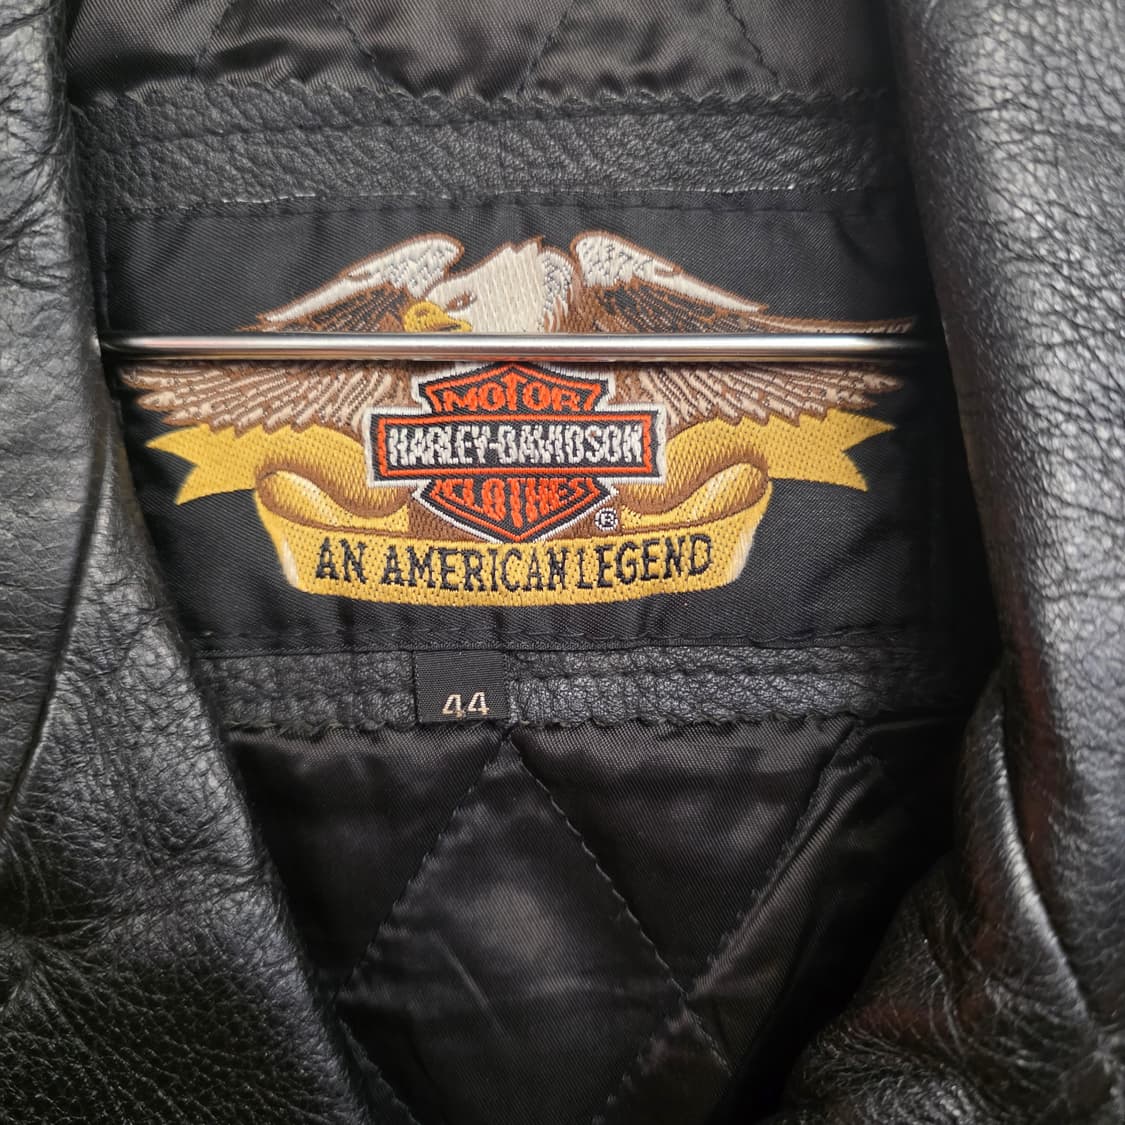 MOTOR
HARLEY-DAVIDSON
CLOTHES
®
AN AMERICAN LEGEND
44